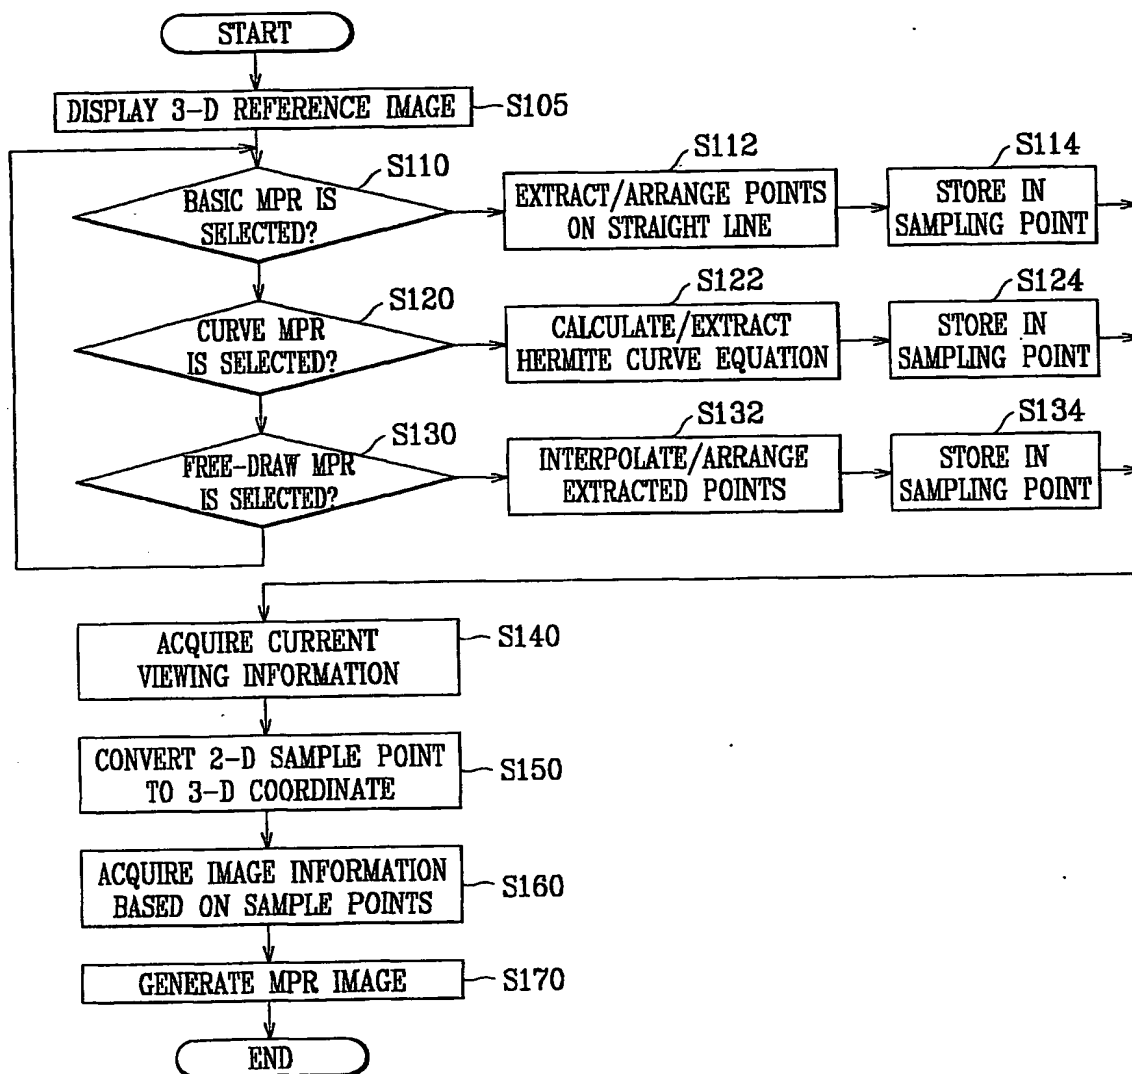 START
DISPLAY 3-D REFERENCE IMAGE
S105
S110
BASIC MPR IS
SELECTED?
S112
EXTRACT/ARRANGE POINTS
ON STRAIGHT LINE
S114
STORE IN
SAMPLING POINT
S120
CURVE MPR
IS SELECTED?
S122
CALCULATE/EXTRACT
HERMITE CURVE EQUATION
S124
STORE IN
SAMPLING POINT
S130
FREE-DRAW MPR
IS SELECTED?
S132
INTERPOLATE/ARRANGE
EXTRACTED POINTS
S134
STORE IN
SAMPLING POINT
ACQUIRE CURRENT
VIEWING INFORMATION
S140
CONVERT 2-D SAMPLE POINT
TO 3-D COORDINATE
S150
ACQUIRE IMAGE INFORMATION
BASED ON SAMPLE POINTS
S160
GENERATE MPR IMAGE
S170
END